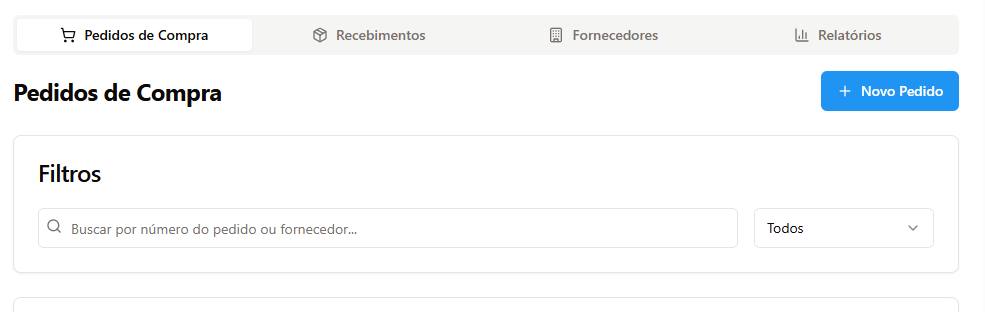 Pedidos de Compra
Recebimentos
Fornecedores
Relatórios
Pedidos de Compra
Novo Pedido
Filtros
Buscar por número do pedido ou fornecedor...
Todos